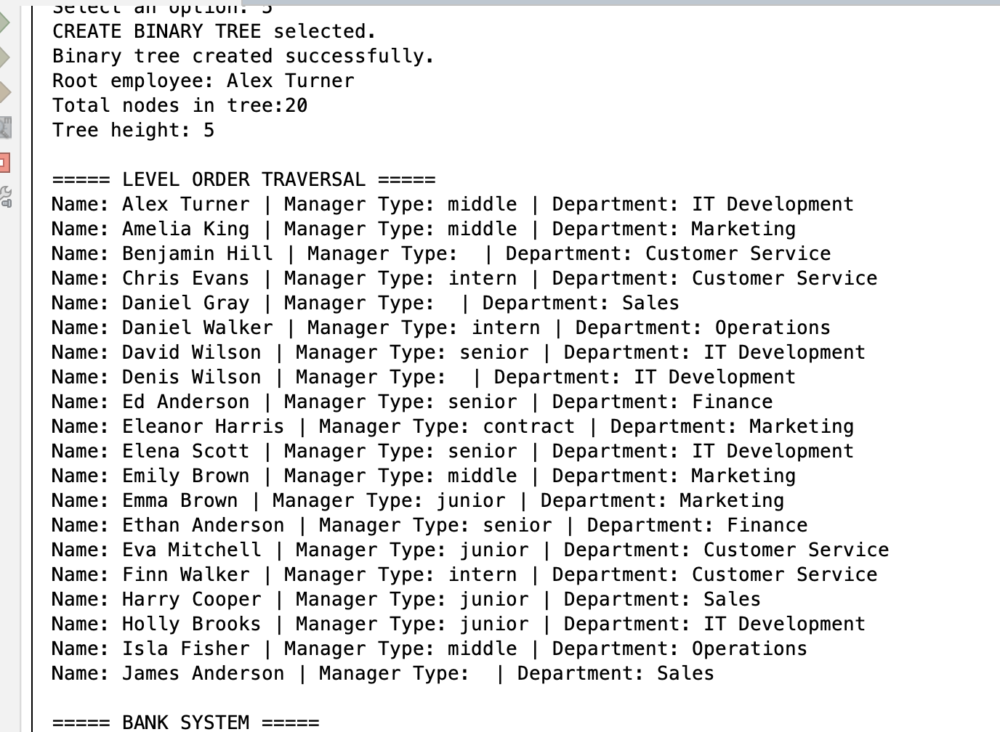 Select an option: 5
CREATE BINARY TREE selected.
Binary tree created successfully.
Root employee: Alex Turner
Total nodes in tree:20
Tree height: 5
===== LEVEL ORDER TRAVERSAL =====
Name: Alex Turner | Manager Type: middle | Department: IT Development
Name: Amelia King | Manager Type: middle | Department: Marketing
Name: Benjamin Hill | Manager Type:  | Department: Customer Service
Name: Chris Evans | Manager Type: intern | Department: Customer Service
Name: Daniel Gray | Manager Type:  | Department: Sales
Name: Daniel Walker | Manager Type: intern | Department: Operations
Name: David Wilson | Manager Type: senior | Department: IT Development
Name: Denis Wilson | Manager Type:  | Department: IT Development
Name: Ed Anderson | Manager Type: senior | Department: Finance
Name: Eleanor Harris | Manager Type: contract | Department: Marketing
Name: Elena Scott | Manager Type: senior | Department: IT Development
Name: Emily Brown | Manager Type: middle | Department: Marketing
Name: Emma Brown | Manager Type: junior | Department: Marketing
Name: Ethan Anderson | Manager Type: senior | Department: Finance
Name: Eva Mitchell | Manager Type: junior | Department: Customer Service
Name: Finn Walker | Manager Type: intern | Department: Customer Service
Name: Harry Cooper | Manager Type: junior | Department: Sales
Name: Holly Brooks | Manager Type: junior | Department: IT Development
Name: Isla Fisher | Manager Type: middle | Department: Operations
Name: James Anderson | Manager Type:  | Department: Sales
===== BANK SYSTEM =====